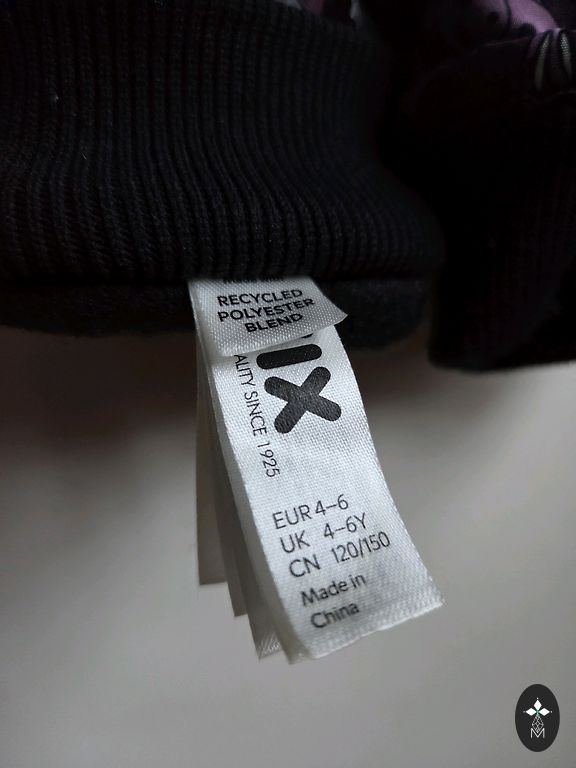 RECYCLED
POLYESTER
BLEND
ALITY SINCE 1925
EUR 4–6
UK 4–6Y
CN 120/150
Made in
China
M